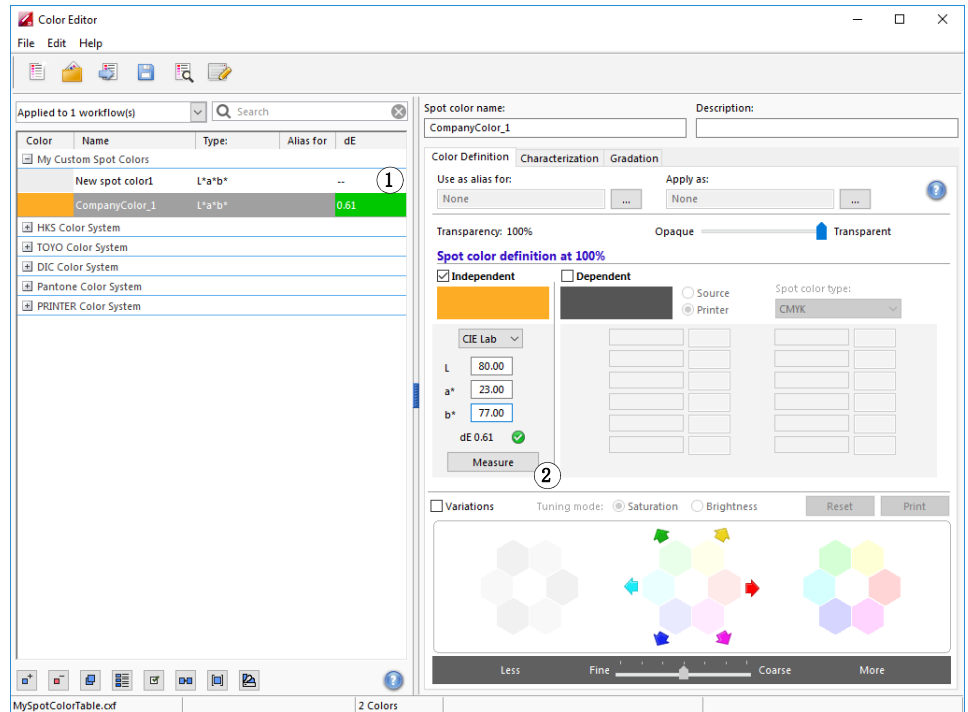 Color Editor
File Edit Help
Applied to 1 workflow(s) Search
Color Name Type: Alias for dE
My Custom Spot Colors
New spot color1 L*a*b* -- 1
CompanyColor_1 L*a*b* 0.61
HKS Color System
TOYO Color System
DIC Color System
Pantone Color System
PRINTER Color System
MySpotColorTable.cxf 2 Colors
Spot color name: Description:
CompanyColor_1
Color Definition Characterization Gradation
Use as alias for: Apply as:
None ... None ...
Transparency: 100% Opaque Transparent
Spot color definition at 100%
Independent Dependent
Source Spot color type:
Printer CMYK
CIE Lab
L 80.00
a* 23.00
b* 77.00
dE 0.61
Measure 2
Variations Tuning mode: Saturation Brightness Reset Print
Less Fine Coarse More